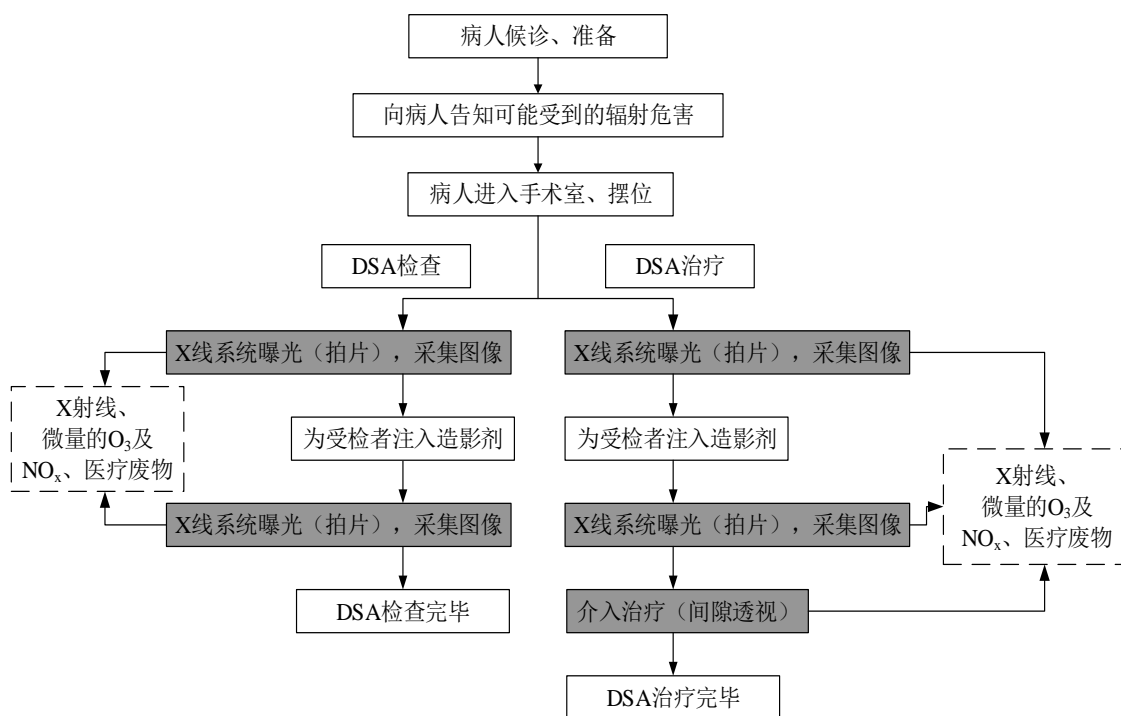 病人候诊、准备
向病人告知可能受到的辐射危害
病人进入手术室、摆位
DSA检查
DSA治疗
X线系统曝光（拍片），采集图像
X线系统曝光（拍片），采集图像
X射线、
微量的O₃及
NOₓ、医疗废物
为受检者注入造影剂
为受检者注入造影剂
X射线、
微量的O₃及
NOₓ、医疗废物
X线系统曝光（拍片），采集图像
X线系统曝光（拍片），采集图像
DSA检查完毕
介入治疗（间隙透视）
DSA治疗完毕